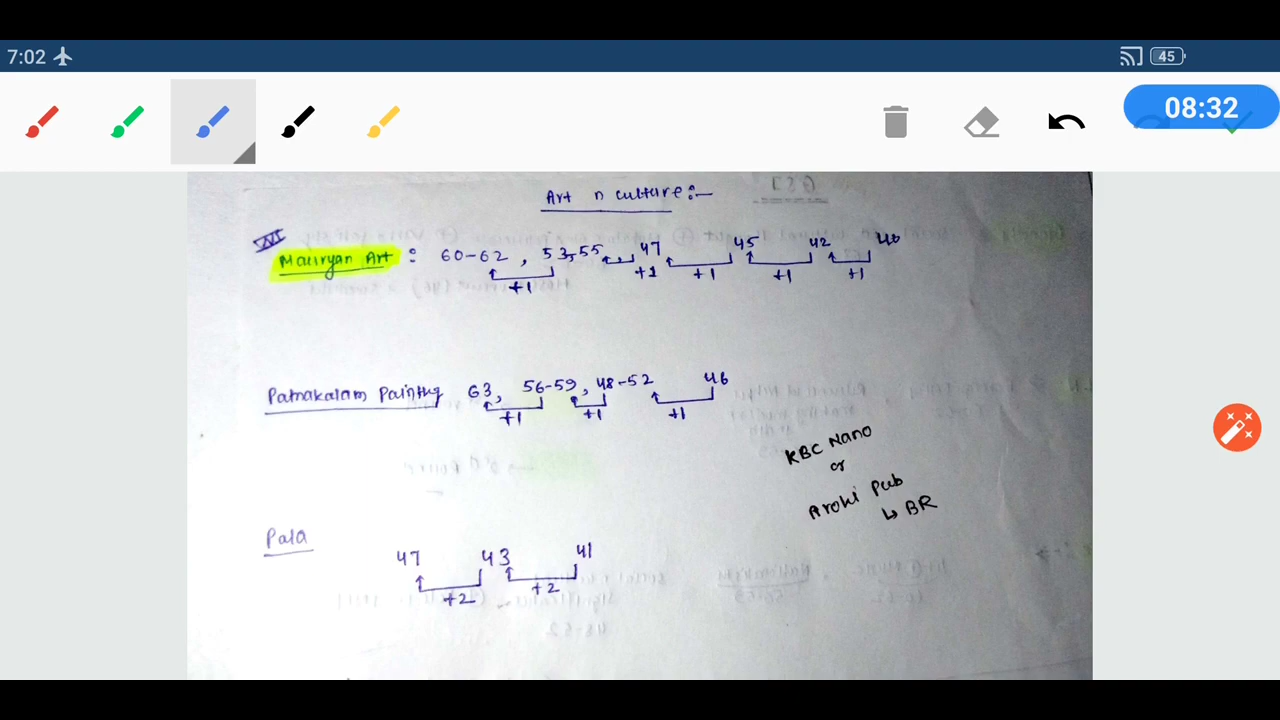 7:02
45
08:32
Art n culture:-
VI
Mauryan Art : 60-62 , 53,55 47 45 42 40
+1 +1 +1 +1 +1
Patnakalam Painting 63, 56-59, 48-52 46
+1 +1 +1
KBC Nano
or
Arohi Pub
↳ BR
Pala
47 43 41
+2 +2